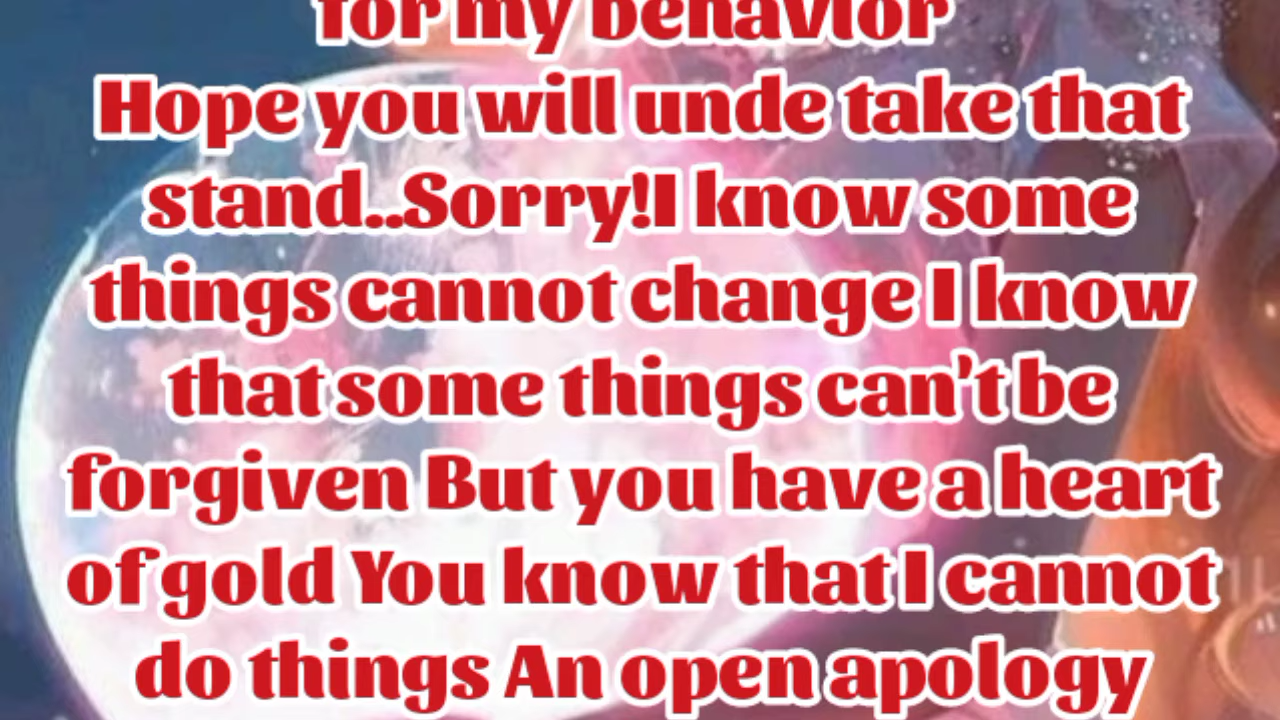 for my behavior
Hope you will unde take that
stand..Sorry!I know some
things cannot change I know
that some things can't be
forgiven But you have a heart
of gold You know that I cannot
do things An open apology